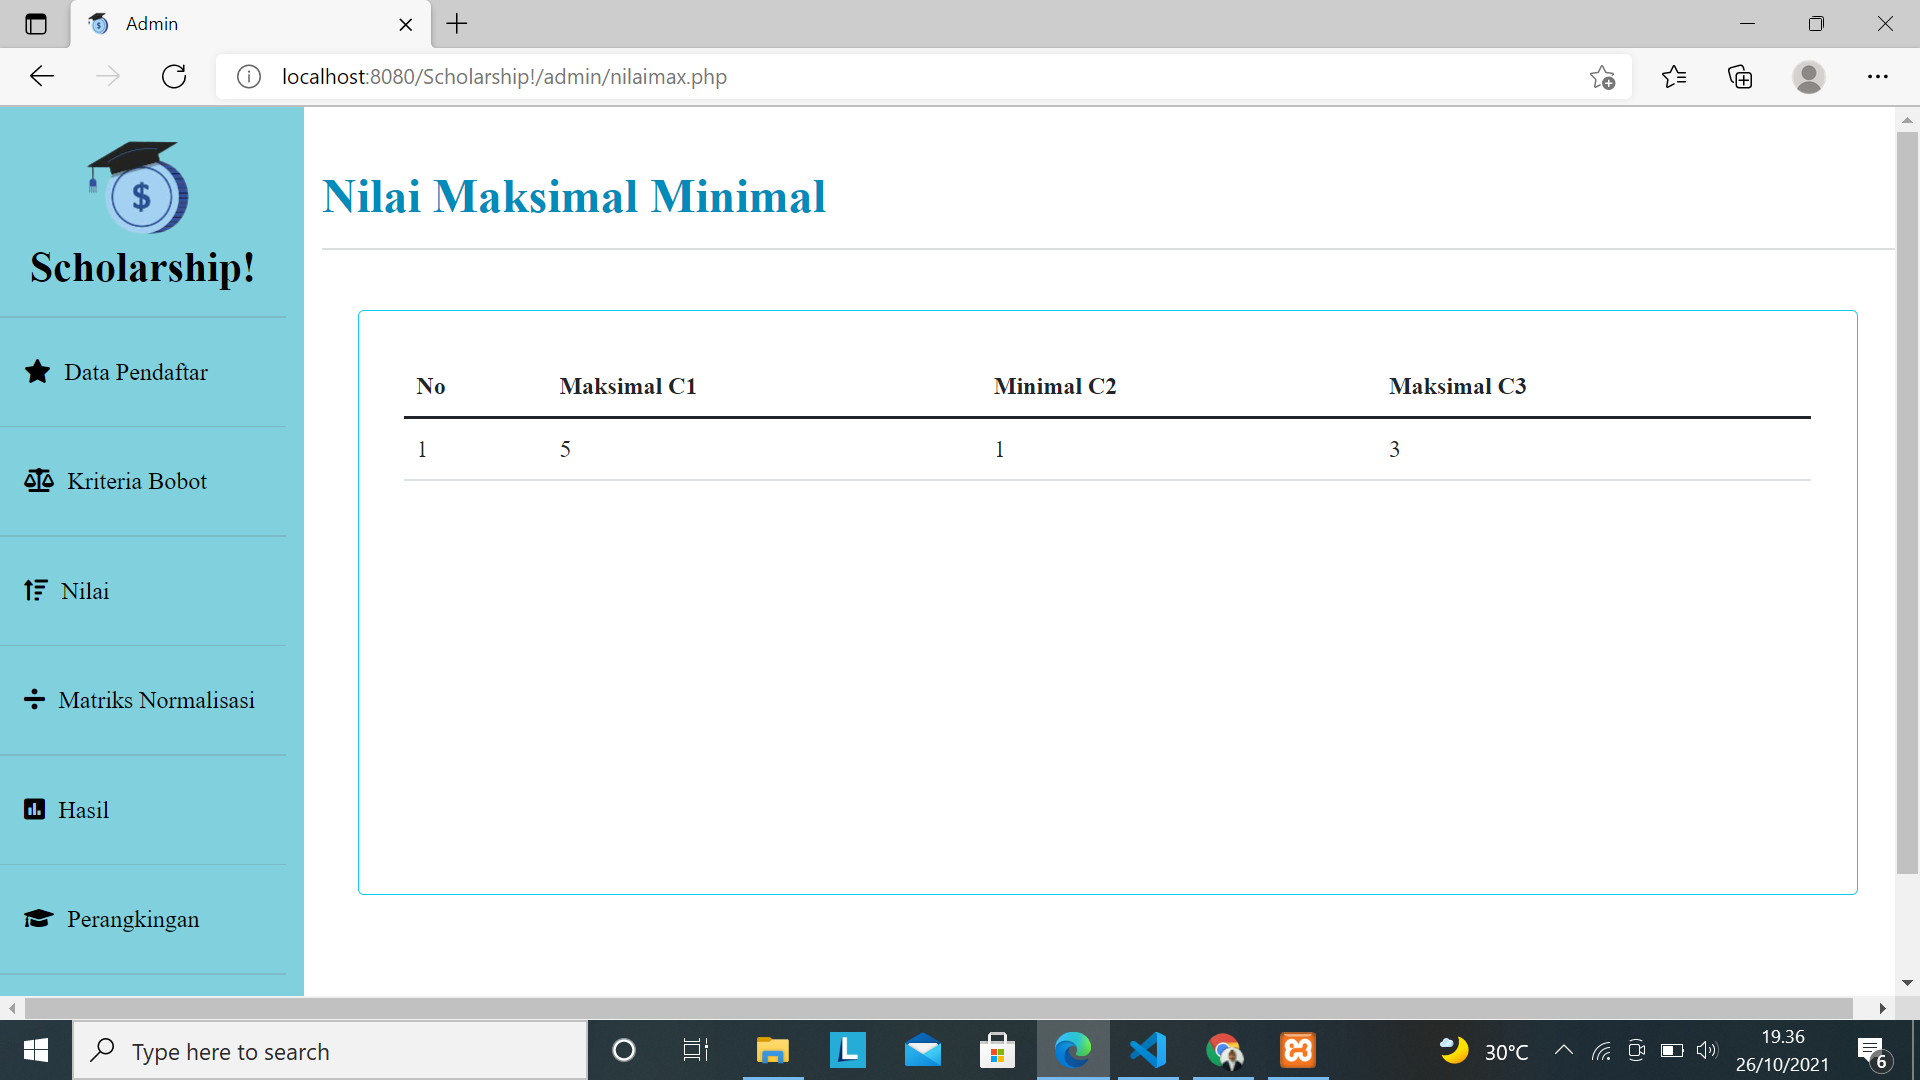 Admin
localhost:8080/Scholarship!/admin/nilaimax.php
$
Scholarship!
Data Pendaftar
Kriteria Bobot
Nilai
Matriks Normalisasi
Hasil
Perangkingan
Nilai Maksimal Minimal
No Maksimal C1 Minimal C2 Maksimal C3
1 5 1 3
Type here to search
L
30°C
19.36
26/10/2021
6